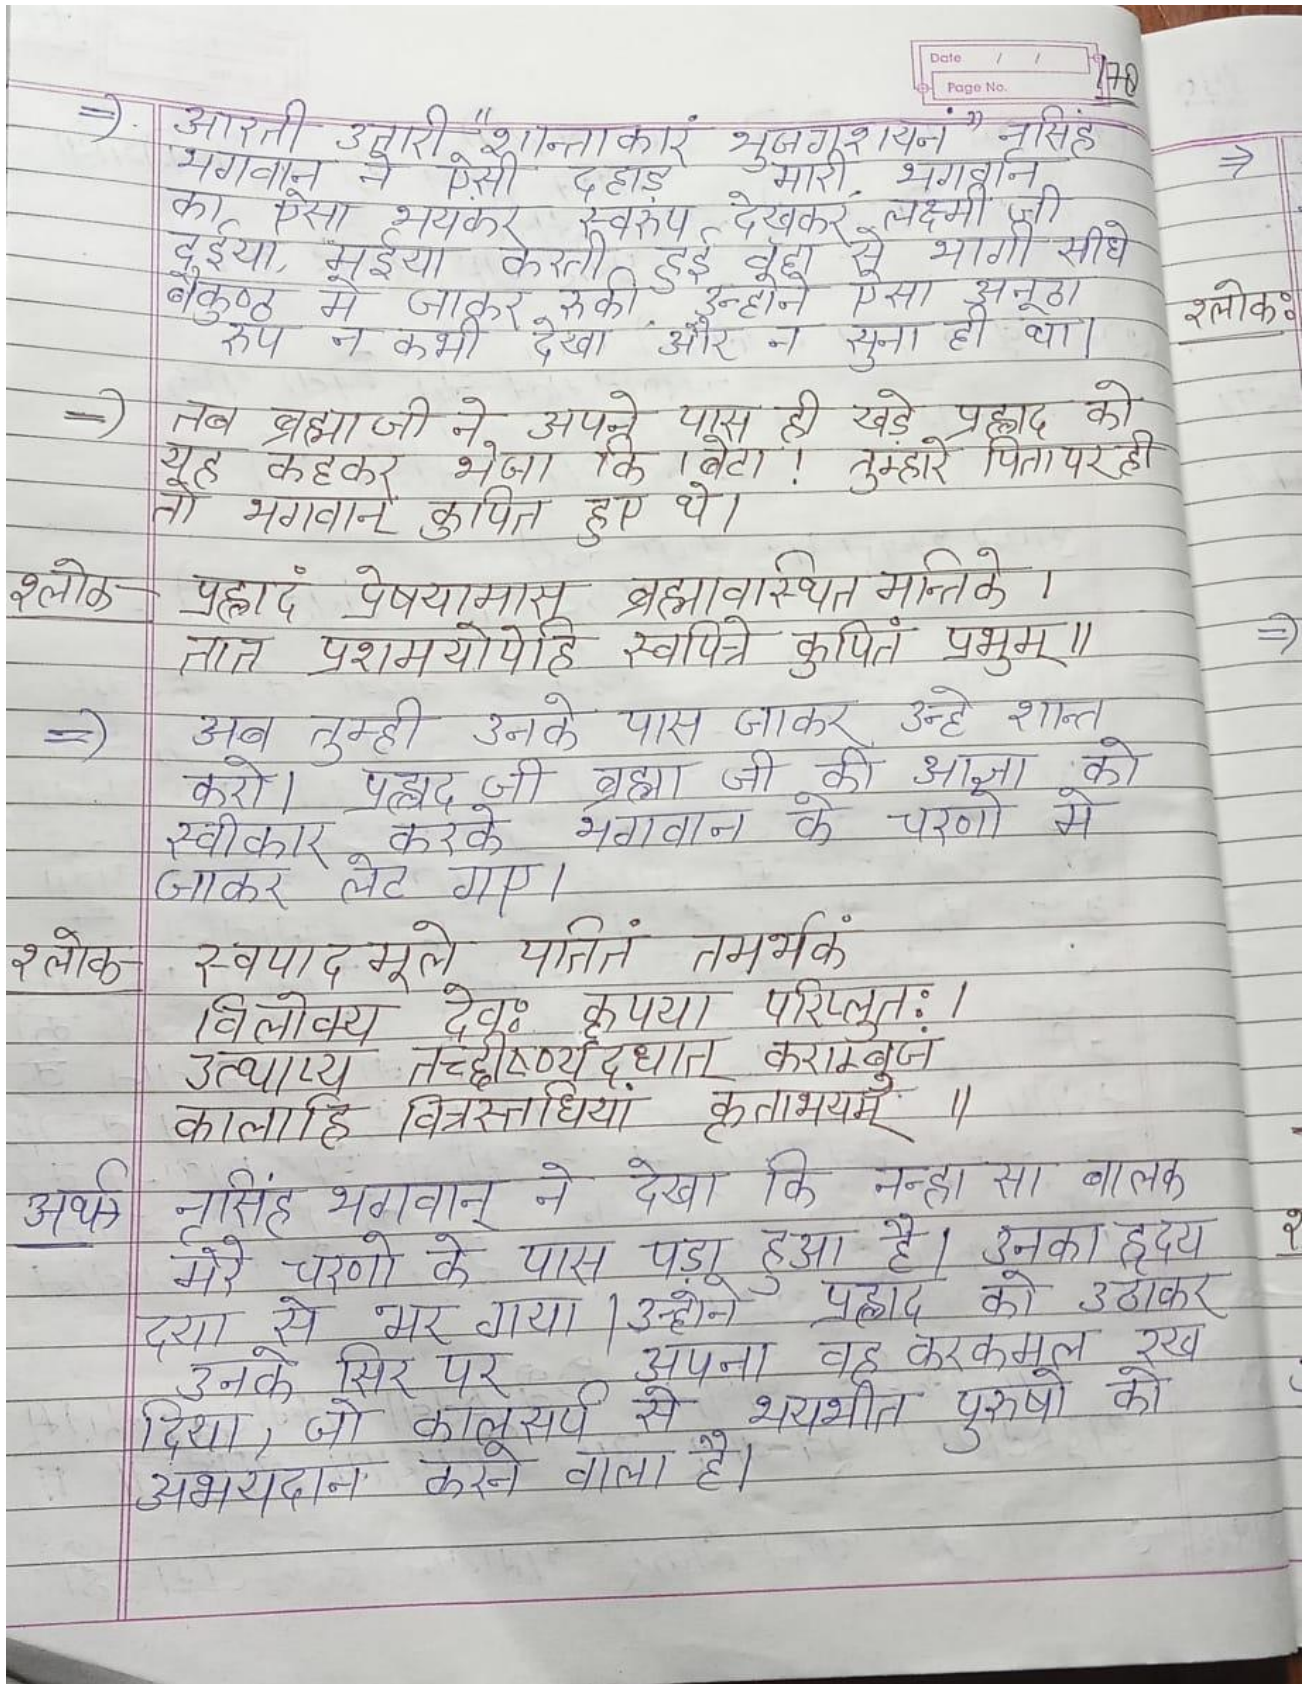 Date / /
Page No. 178
=> आरती उतारी "शान्ताकारं भुजगशयनं" नृसिंह
भगवान ने ऐसी दहाड़ मारी, भगवान
का ऐसा भयंकर स्वरुप देखकर लक्ष्मी जी
दईया, मईया करती हुई वहा से भागी सीधे
बैकुण्ठ मे जाकर रुकी उन्होने ऐसा अनूठा
रुप न कभी देखा और न सुना ही था।
=> तब ब्रह्माजी ने अपने पास ही खड़े प्रह्लाद को
यह कहकर भेजा कि बेटा! तुम्हारे पिता पर ही
तो भगवान् कुपित हुए थे।
श्लोक- प्रह्लादं प्रेषयामास ब्रह्मावास्थित मन्तिके ।
तात प्रशमयोपेहि स्वपित्रे कुपितं प्रभुम् ॥
=> अब तुम्ही उनके पास जाकर उन्हे शान्त
करो। प्रह्लाद जी ब्रह्मा जी की आज्ञा को
स्वीकार करके भगवान के चरणो मे
जाकर लेट गए।
श्लोक- स्वपाद मूले पतितं तमर्भकं
विलोक्य देवः कृपया परिप्लुतः।
उत्थाप्य तच्छीर्ष्ण्यदधात् कराम्बुजं
कालाहि वित्रस्तधियां कृताभयम् ॥
अर्थ- नृसिंह भगवान् ने देखा कि नन्हा सा बालक
मेरे चरणो के पास पड़ा हुआ है। उनका हृदय
दया से भर गया। उन्होने प्रह्लाद को उठाकर
उनके सिर पर अपना वह करकमल रख
दिया, जो कालसर्प से भयभीत पुरुषो को
अभयदान करने वाला है।
=>
श्लोकः
=>